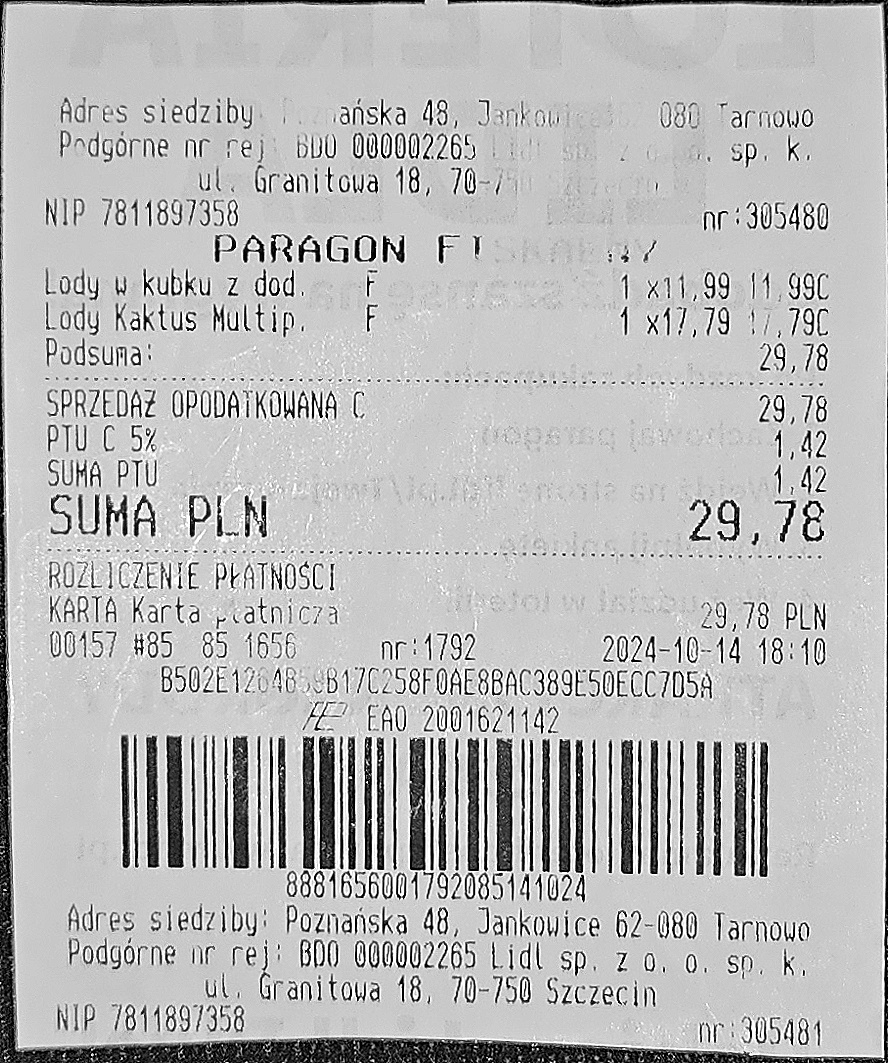 Adres siedziby Poznańska 48, Jankowi 080 Tarnowo
Podgórne nr rej BDO 000002265 Lidl sp. z o. o. sp. k.
ul. Granitowa 18, 70-750
NIP 7811897358 nr:305480
PARAGON
Lody w kubku z dod. F 1 x11,99 11,99C
Lody Kaktus Multip. F 1 x17,79 17,79C
Podsuma: 29,78
SPRZEDAŻ OPODATKOWANA C 29,78
PTU C 5% 1,42
SUMA PTU 1,42
SUMA PLN 29,78
ROZLICZENIE PŁATNOŚCI
KARTA Karta płatnicza 29,78 PLN
00157 #85 85 1656 nr:1792 2024-10-14 18:10
EAO 2001621142
8881656001792085141024
Adres siedziby: Poznańska 48, Jankowice 62-080 Tarnowo
Podgórne nr rej: BDO 000002265 Lidl sp. z o. o. sp. k.
ul. Granitowa 18, 70-750 Szczecin
NIP 7811897358 nr:305481